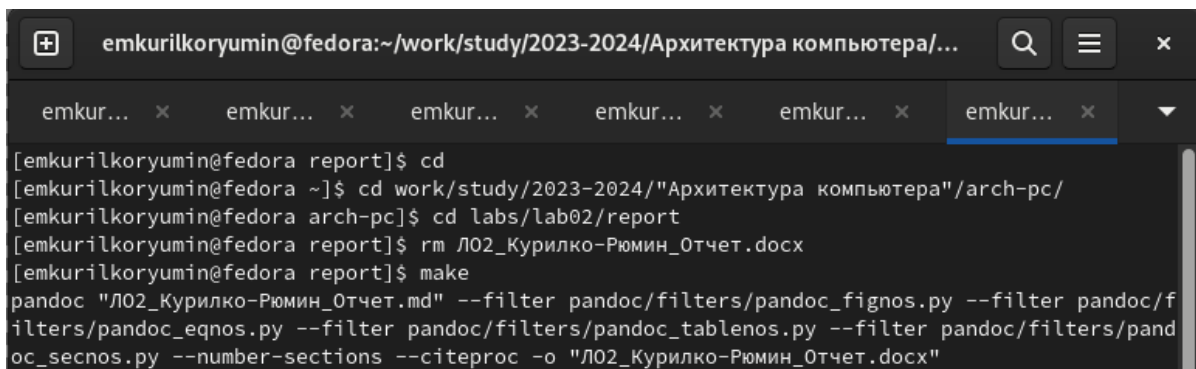 emkurilkoryumin@fedora:~/work/study/2023-2024/Архитектура компьютера/...
emkur... emkur... emkur... emkur... emkur... emkur...
[emkurilkoryumin@fedora report]$ cd
[emkurilkoryumin@fedora ~]$ cd work/study/2023-2024/"Архитектура компьютера"/arch-pc/
[emkurilkoryumin@fedora arch-pc]$ cd labs/lab02/report
[emkurilkoryumin@fedora report]$ rm ЛО2_Курилко-Рюмин_Отчет.docx
[emkurilkoryumin@fedora report]$ make
pandoc "ЛО2_Курилко-Рюмин_Отчет.md" --filter pandoc/filters/pandoc_fignos.py --filter pandoc/f
ilters/pandoc_eqnos.py --filter pandoc/filters/pandoc_tablenos.py --filter pandoc/filters/pand
oc_secnos.py --number-sections --citeproc -o "ЛО2_Курилко-Рюмин_Отчет.docx"